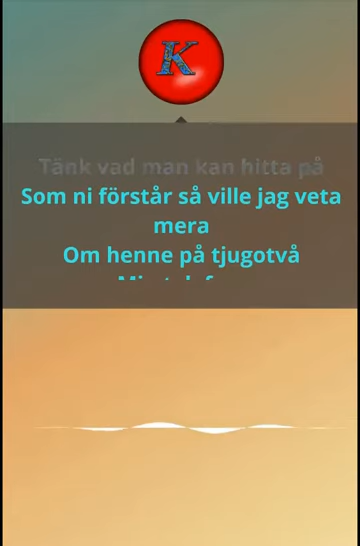 K
Tänk vad man kan hitta på
Som ni förstår så ville jag veta
mera
Om henne på tjugotvå